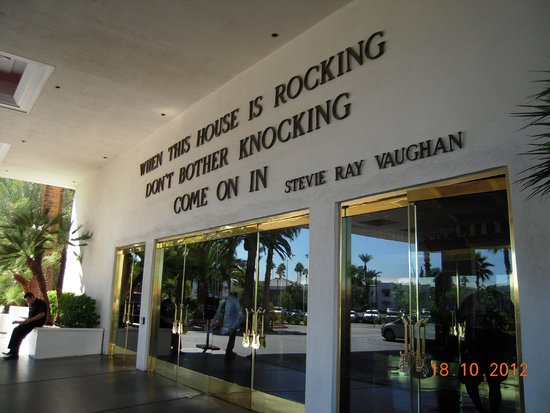 WHEN THIS HOUSE IS ROCKING
DON'T BOTHER KNOCKING
COME ON IN STEVIE RAY VAUGHAN
18.10.2012